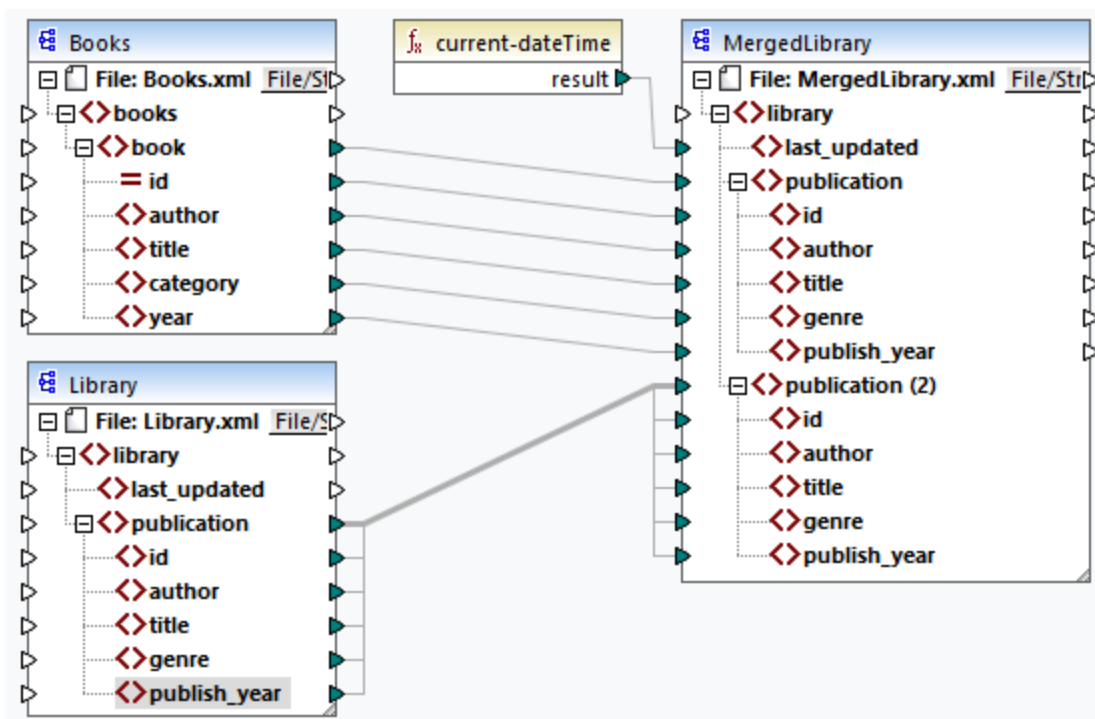 Books
File: Books.xml File/St
books
book
id
author
title
category
year
Library
File: Library.xml File/S
library
last_updated
publication
id
author
title
genre
publish_year
fx current-dateTime
result
MergedLibrary
File: MergedLibrary.xml File/Str
library
last_updated
publication
id
author
title
genre
publish_year
publication (2)
id
author
title
genre
publish_year